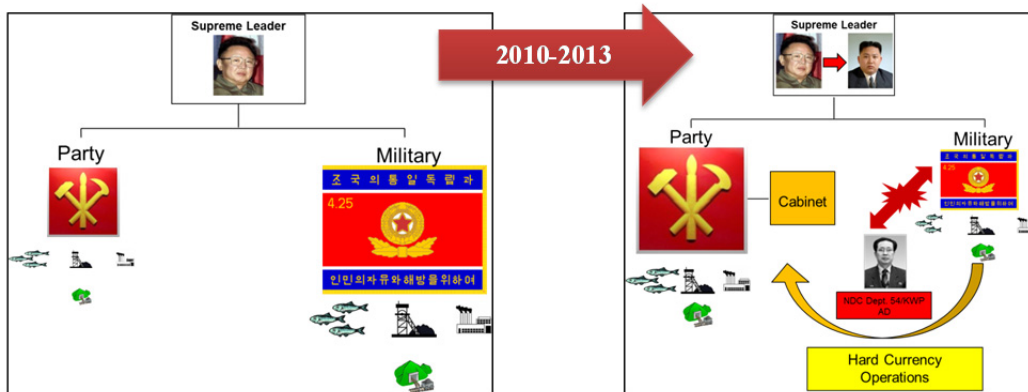 Supreme Leader
Party
Military
조국의통일독립과
4.25
인민의자유와해방을위하여
2010-2013
Supreme Leader
Party
Cabinet
Military
조국의통일독립과
4.25
인민의자유와해방을위하여
NDC Dept. 54/KWP
AD
Hard Currency
Operations